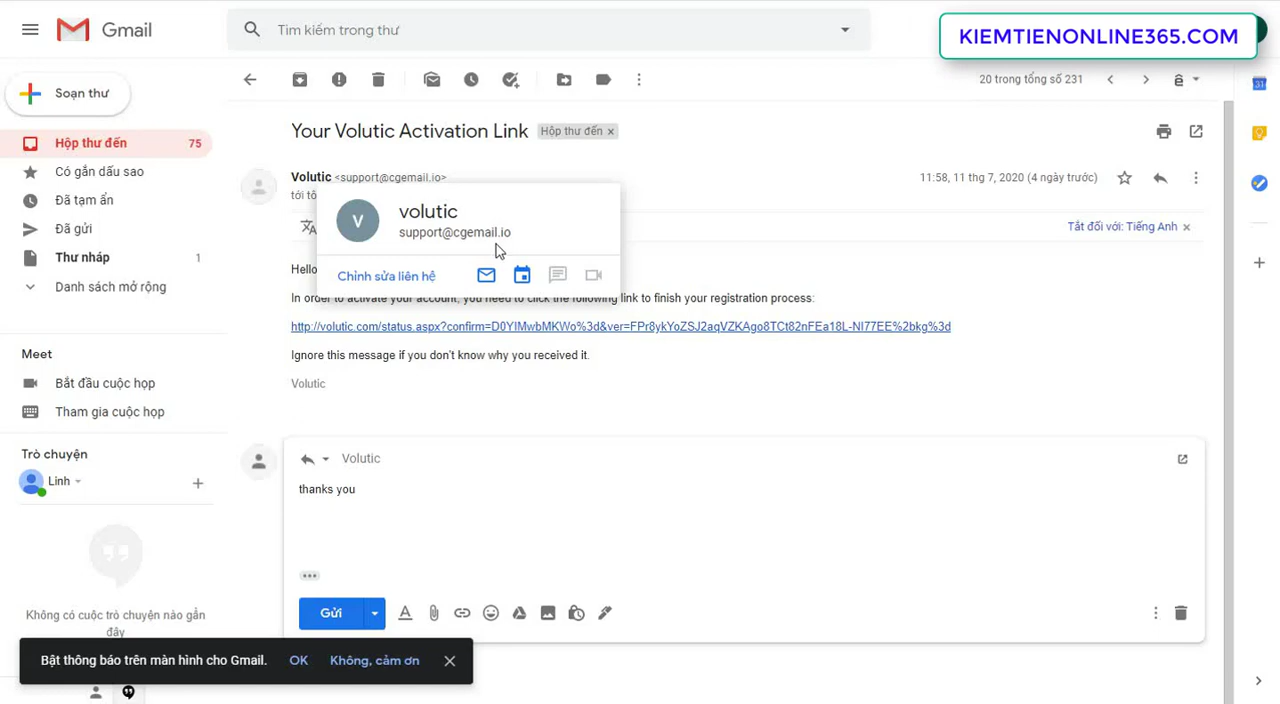 Gmail
Tìm kiếm trong thư
KIEMTIENONLINE365.COM
Soạn thư
20 trong tổng số 231
Hộp thư đến 75
Có gắn dấu sao
Đã tạm ẩn
Đã gửi
Thư nháp 1
Danh sách mở rộng
Meet
Bắt đầu cuộc họp
Tham gia cuộc họp
Trò chuyện
Linh
Không có cuộc trò chuyện nào gần
đây
Your Volutic Activation Link Hộp thư đến ×
Volutic <support@cgemail.io>
11:58, 11 thg 7, 2020 (4 ngày trước)
tới tô
V
volutic
support@cgemail.io
Chỉnh sửa liên hệ
Tắt đối với: Tiếng Anh ×
Hello
In order to activate your account, you need to click the following link to finish your registration process:
http://volutic.com/status.aspx?confirm=D0YIMwbMKWo%3d&ver=FPr8ykYoZSJ2aqVZKAgo8TCt82nFEa18L-NI77EE%2bkg%3d
Ignore this message if you don't know why you received it.
Volutic
Volutic
thanks you
Gửi
Bật thông báo trên màn hình cho Gmail. OK Không, cảm ơn